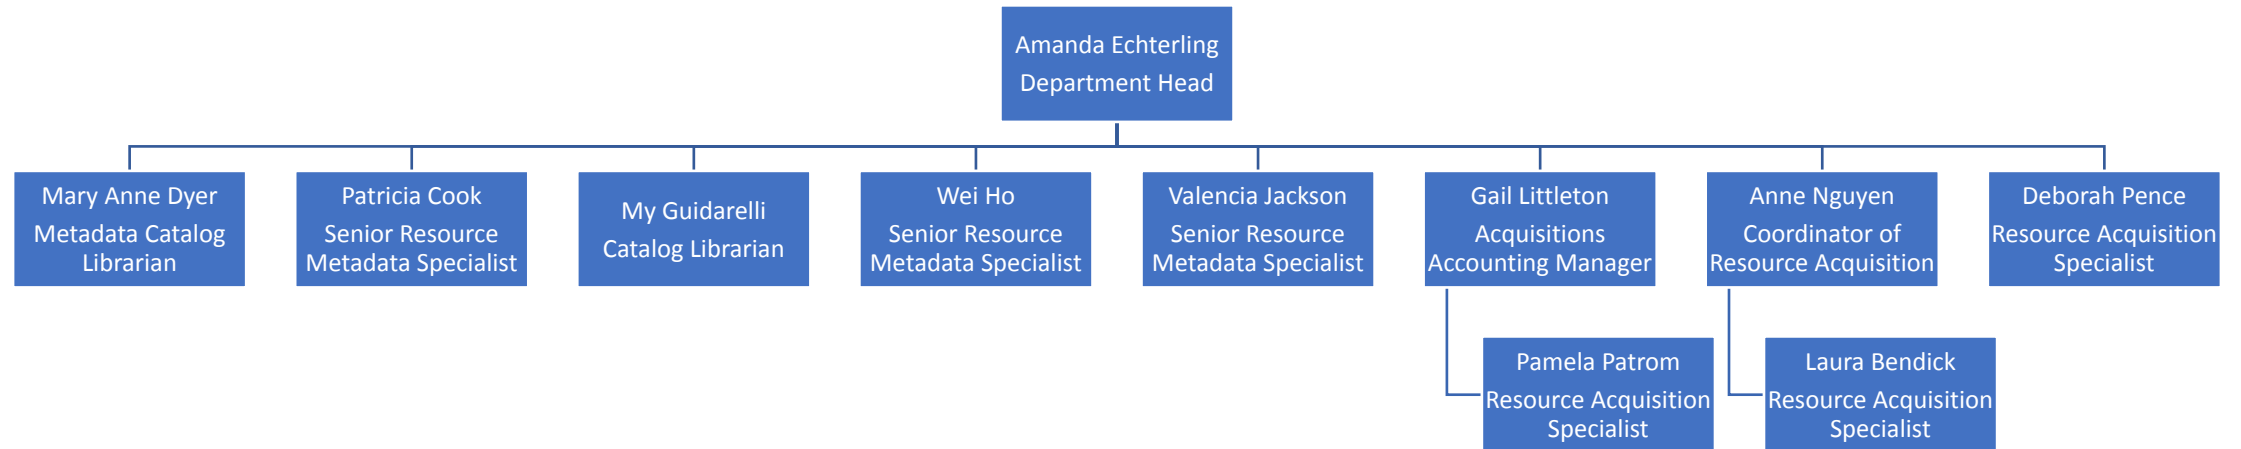 Amanda Echterling
Department Head
Mary Anne Dyer
Metadata Catalog
Librarian
Patricia Cook
Senior Resource
Metadata Specialist
My Guidarelli
Catalog Librarian
Wei Ho
Senior Resource
Metadata Specialist
Valencia Jackson
Senior Resource
Metadata Specialist
Gail Littleton
Acquisitions
Accounting Manager
Anne Nguyen
Coordinator of
Resource Acquisition
Deborah Pence
Resource Acquisition
Specialist
Pamela Patrom
Resource Acquisition
Specialist
Laura Bendick
Resource Acquisition
Specialist